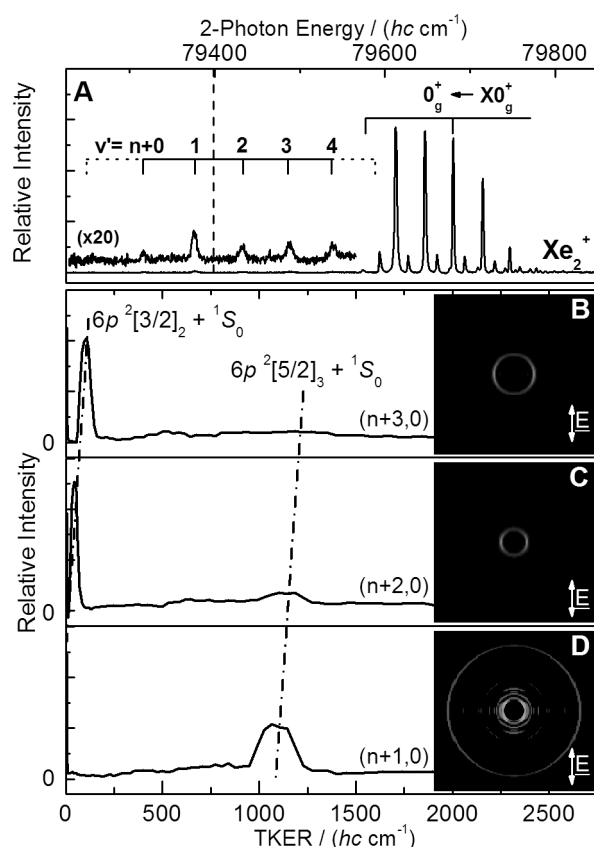 2-Photon Energy / (hc cm⁻¹)
79400 79600 79800
A
0g⁺ ← X0g⁺
v'= n+0 1 2 3 4
(x20)
Xe₂⁺
Relative Intensity
6p ²[3/2]₂ + ¹S₀
B
6p ²[5/2]₃ + ¹S₀
(n+3,0)
E
0
C
(n+2,0)
E
0
Relative Intensity
D
(n+1,0)
E
0
0 500 1000 1500 2000 2500
TKER / (hc cm⁻¹)